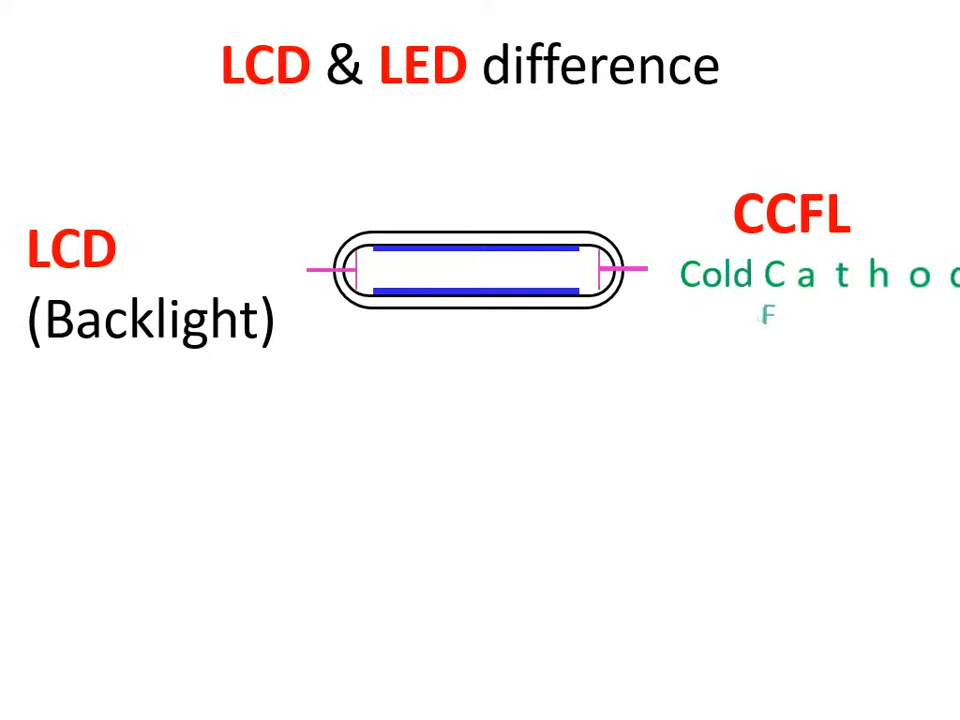 LCD & LED difference
LCD
(Backlight)
CCFL
Cold C a t h o
F